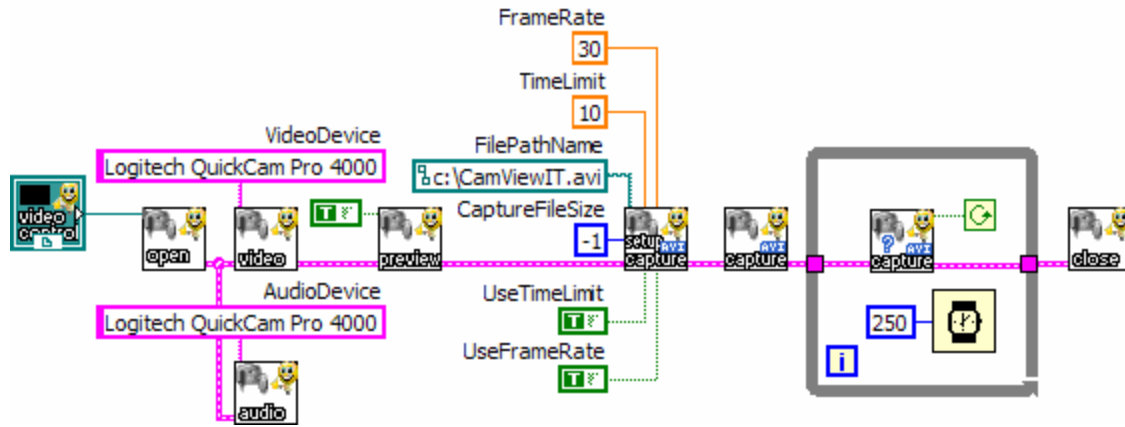 FrameRate
30
TimeLimit
10
VideoDevice
Logitech QuickCam Pro 4000
FilePathName
c:\CamViewIT.avi
CaptureFileSize
-1
video
control
open
video
T
preview
setup AVI
capture
AVI
capture
? AVI
capture
close
AudioDevice
Logitech QuickCam Pro 4000
audio
UseTimeLimit
T
UseFrameRate
T
250
i